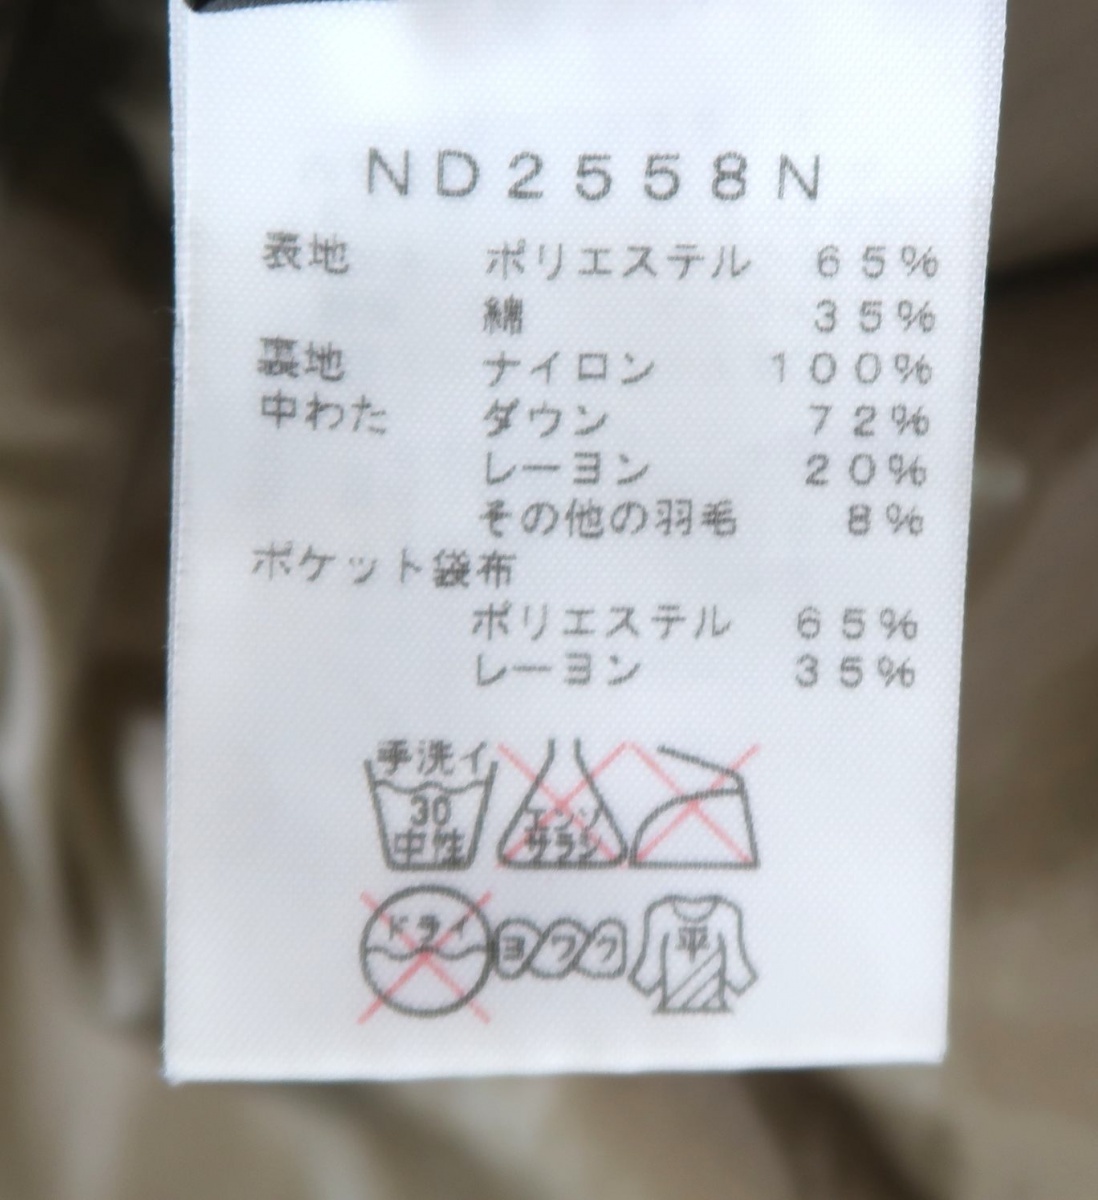 ND2558N
表地 ポリエステル 65%
綿 35%
裏地 ナイロン 100%
中わた ダウン 72%
レーヨン 20%
その他の羽毛 8%
ポケット袋布
ポリエステル 65%
レーヨン 35%
手洗イ
30
中性
エンソ
サラシ
ドライ
ヨワク
平